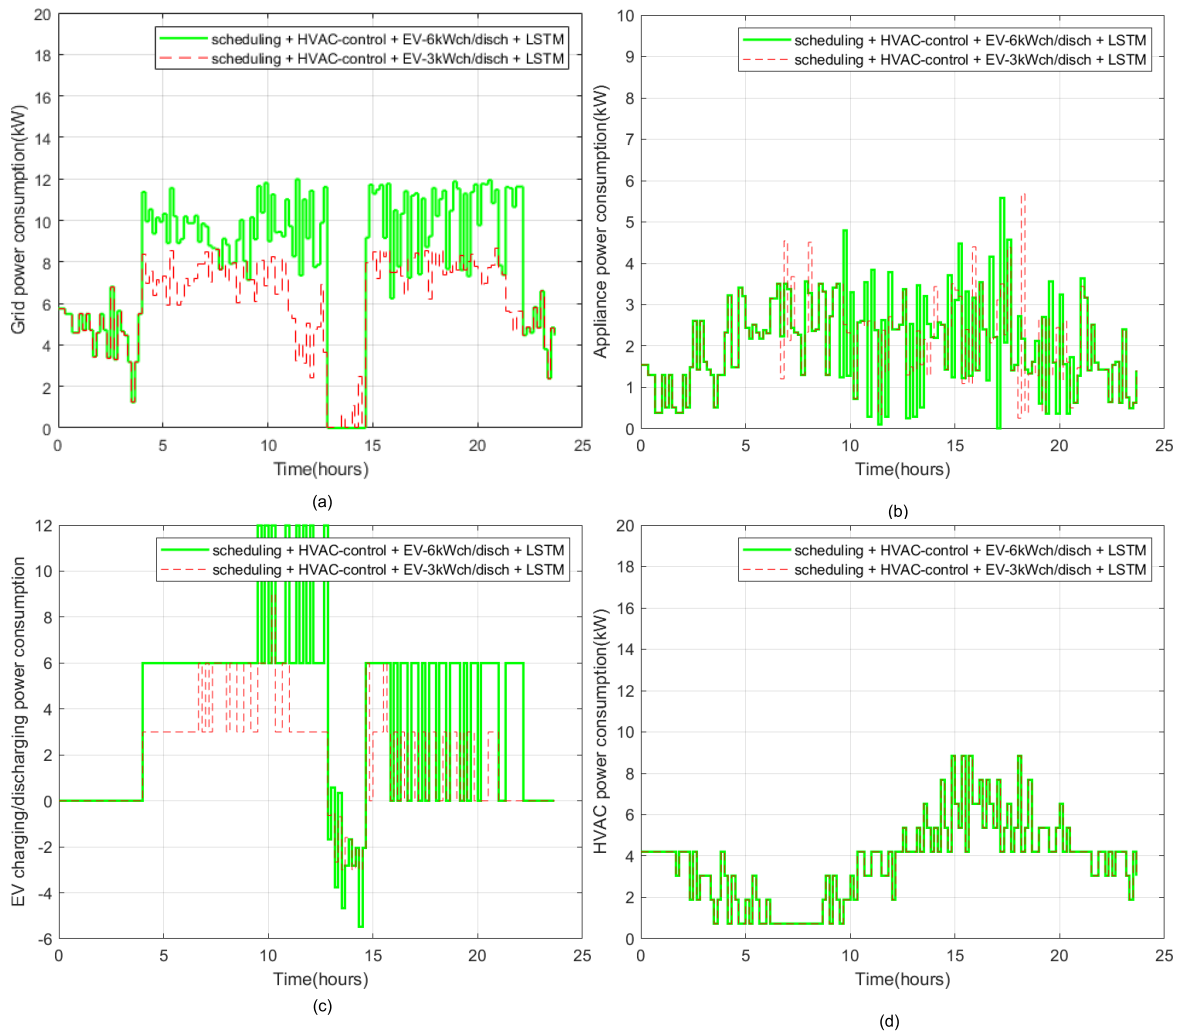 20
18
16
14
12
10
8
6
4
2
0
0 5 10 15 20 25
Grid power consumption(kW)
Time(hours)
scheduling + HVAC-control + EV-6kWch/disch + LSTM
scheduling + HVAC-control + EV-3kWch/disch + LSTM
(a)
10
9
8
7
6
5
4
3
2
1
0
0 5 10 15 20 25
Appliance power consumption(kW)
Time(hours)
scheduling + HVAC-control + EV-6kWch/disch + LSTM
scheduling + HVAC-control + EV-3kWch/disch + LSTM
(b)
12
10
8
6
4
2
0
-2
-4
-6
0 5 10 15 20 25
EV charging/discharging power consumption
Time(hours)
scheduling + HVAC-control + EV-6kWch/disch + LSTM
scheduling + HVAC-control + EV-3kWch/disch + LSTM
(c)
20
18
16
14
12
10
8
6
4
2
0
0 5 10 15 20 25
HVAC power consumption(kW)
Time(hours)
scheduling + HVAC-control + EV-6kWch/disch + LSTM
scheduling + HVAC-control + EV-3kWch/disch + LSTM
(d)